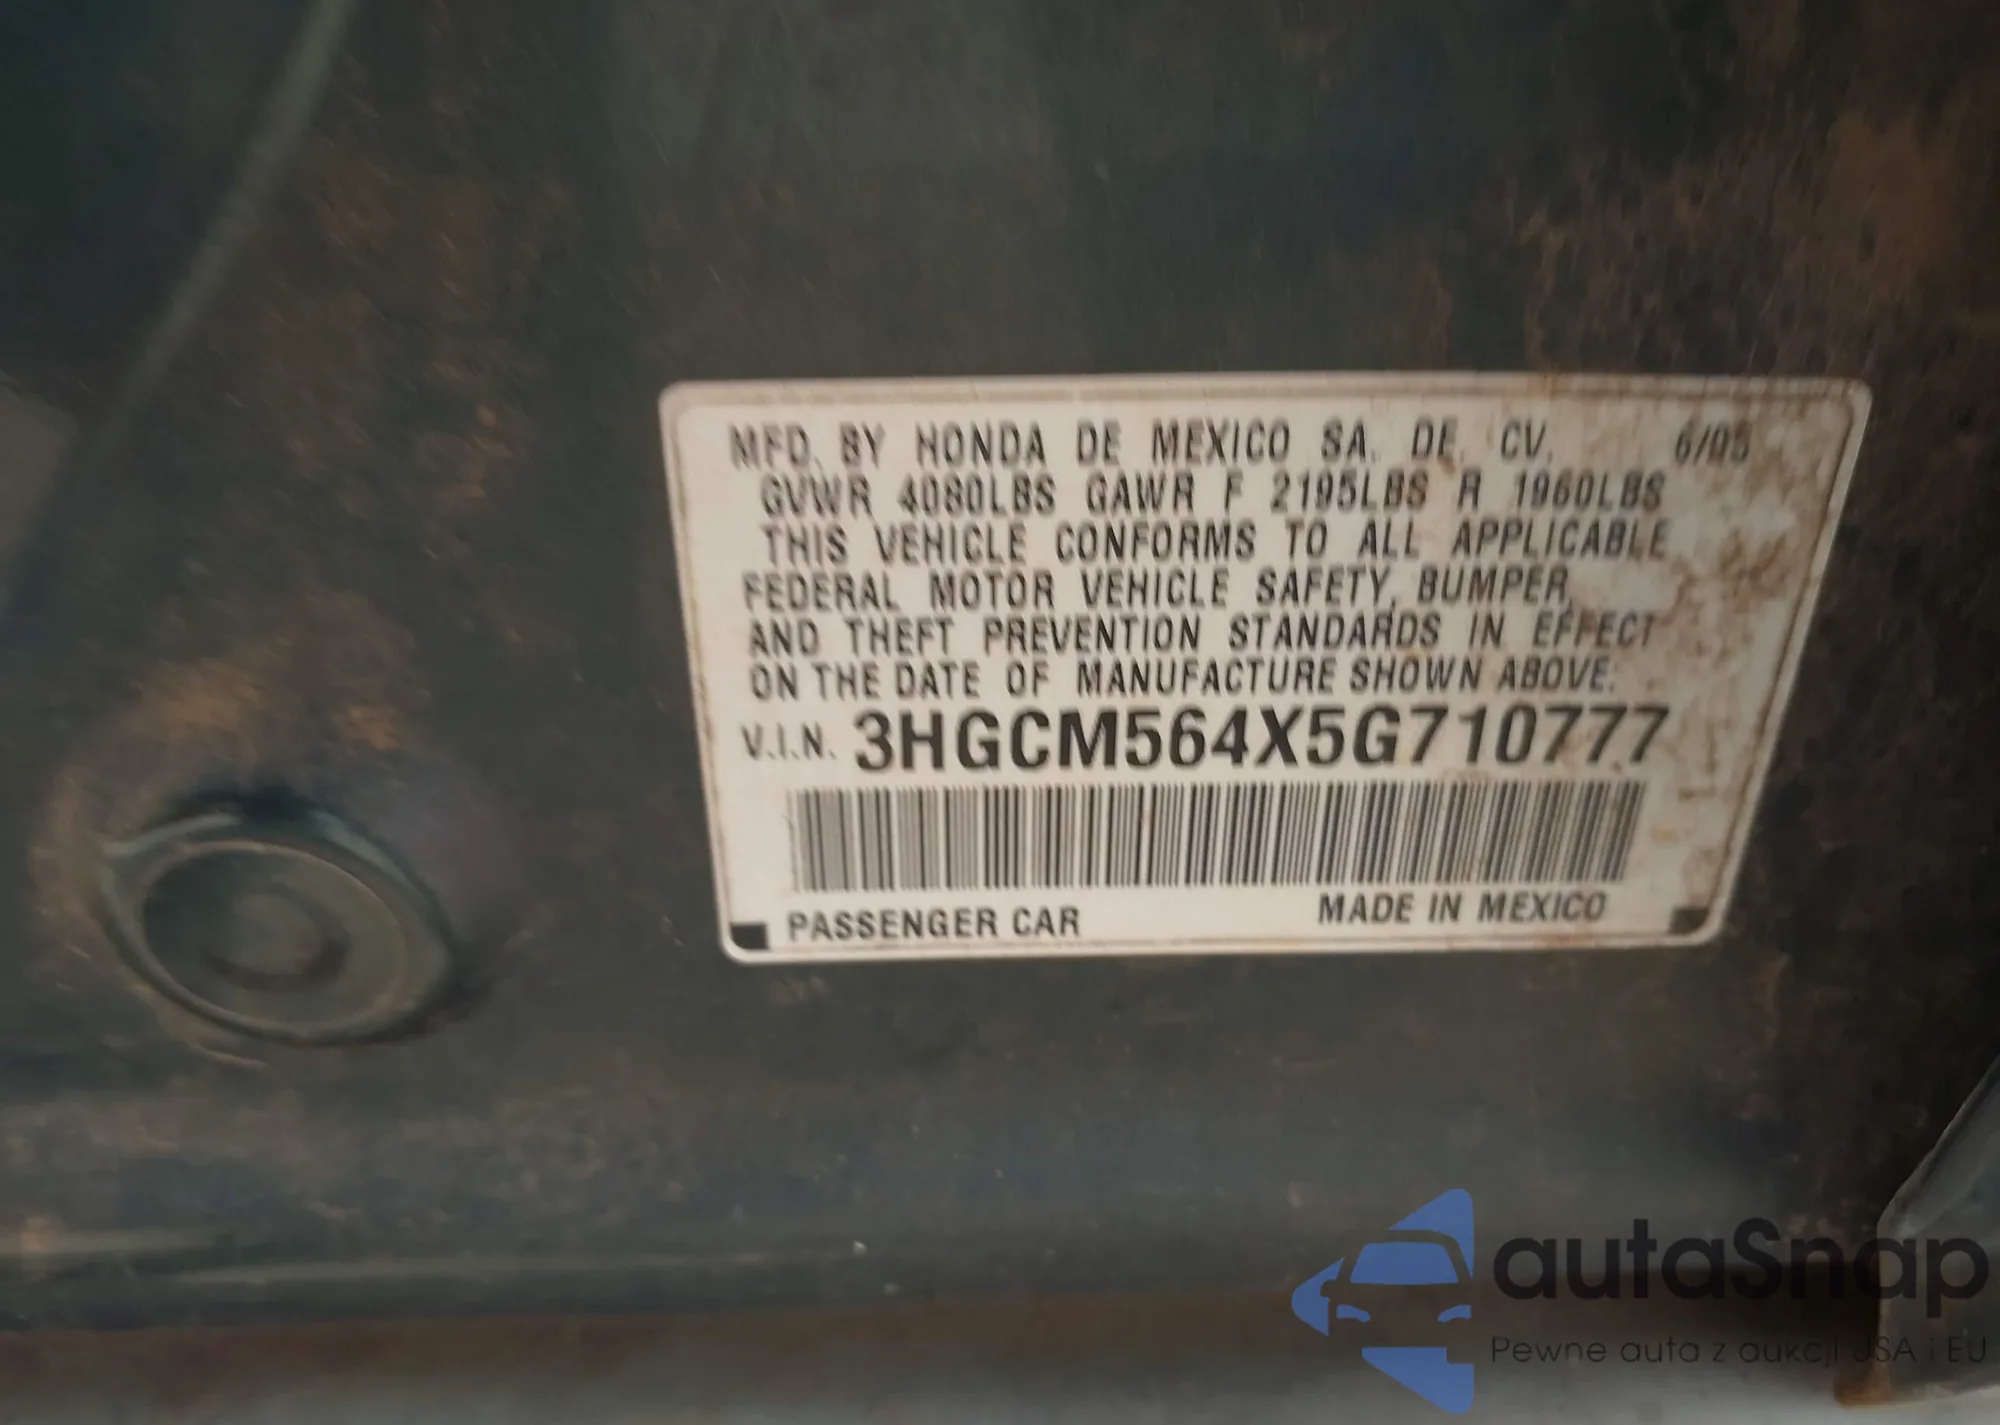 MFD. BY HONDA DE MEXICO SA. DE. CV. 6/05
GVWR 4080LBS GAWR F 2195LBS R 1960LBS
THIS VEHICLE CONFORMS TO ALL APPLICABLE
FEDERAL MOTOR VEHICLE SAFETY, BUMPER,
AND THEFT PREVENTION STANDARDS IN EFFECT
ON THE DATE OF MANUFACTURE SHOWN ABOVE:
V.I.N. 3HGCM564X5G710777
PASSENGER CAR MADE IN MEXICO
autaSnap
Pewne auta z aukcji USA i EU